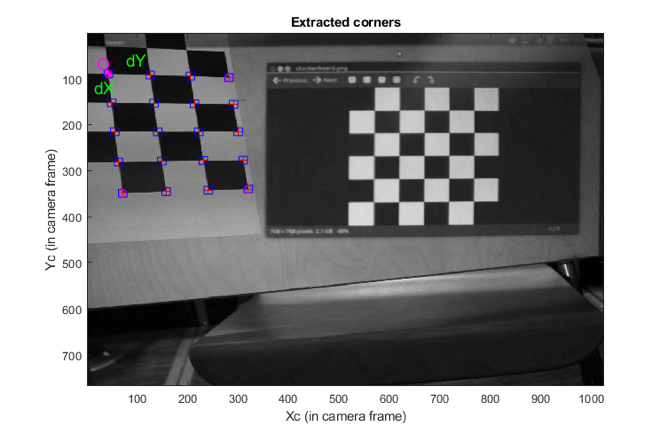 Extracted corners
O
dY
dX
checkerboard.png
Previous Next
100
200
300
400
500
600
700
100 200 300 400 500 600 700 800 900 1000
Yc (in camera frame)
Xc (in camera frame)